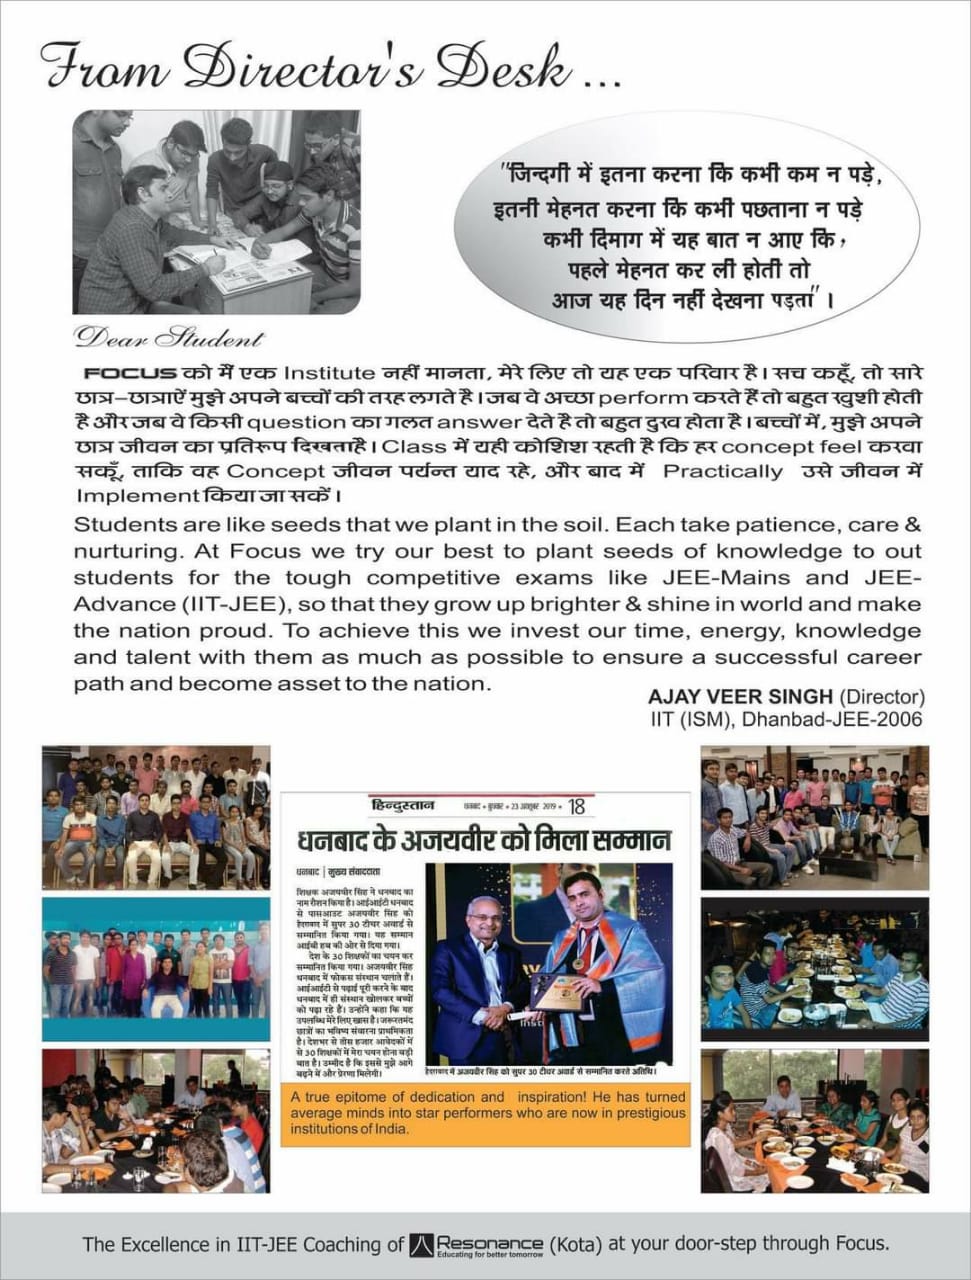 From Director's Desk ...
"जिन्दगी में इतना करना कि कभी कम न पड़े,
इतनी मेहनत करना कि कभी पछताना न पड़े
कभी दिमाग में यह बात न आए कि,
पहले मेहनत कर ली होती तो
आज यह दिन नहीं देखना पड़ता"।
Dear Student
FOCUS को मैं एक Institute नहीं मानता, मेरे लिए तो यह एक परिवार है। सच कहूँ, तो सारे
छात्र–छात्राऐं मुझे अपने बच्चों की तरह लगते है। जब वे अच्छा perform करते हैं तो बहुत खुशी होती
है और जब वे किसी question का गलत answer देते है तो बहुत दुख होता है। बच्चों में, मुझे अपने
छात्र जीवन का प्रतिरूप दिखताहै। Class में यही कोशिश रहती है कि हर concept feel करवा
सकूँ, ताकि वह Concept जीवन पर्यन्त याद रहे, और बाद में Practically उसे जीवन में
Implement किया जा सकें।
Students are like seeds that we plant in the soil. Each take patience, care &
nurturing. At Focus we try our best to plant seeds of knowledge to out
students for the tough competitive exams like JEE-Mains and JEE-
Advance (IIT-JEE), so that they grow up brighter & shine in world and make
the nation proud. To achieve this we invest our time, energy, knowledge
and talent with them as much as possible to ensure a successful career
path and become asset to the nation.
AJAY VEER SINGH (Director)
IIT (ISM), Dhanbad-JEE-2006
हिन्दुस्तान
धनबाद • बुधवार • 23 अक्टूबर 2019 • 18
धनबाद के अजयवीर को मिला सम्मान
धनबाद | मुख्य संवाददाता
शिक्षक अजयवीर सिंह ने धनबाद का
नाम रौशन किया है। आईआईटी धनबाद
से पासआउट अजयवीर सिंह को
हैदराबाद में सुपर 30 टीचर अवार्ड से
सम्मानित किया गया। यह सम्मान
आईबी हब की ओर से दिया गया।
देश के 30 शिक्षकों का चयन कर
सम्मानित किया गया। अजयवीर सिंह
धनबाद में फोकस संस्थान चलाते हैं।
आईआईटी से पढ़ाई पूरी करने के बाद
धनबाद में ही संस्थान खोलकर बच्चों
को पढ़ा रहे हैं। उन्होंने कहा कि यह
उपलब्धि मेरे लिए खास है। जरूरतमंद
छात्रों का भविष्य संवारना प्राथमिकता
है। देशभर से तीस हजार आवेदकों में
से 30 शिक्षकों में मेरा चयन होना बड़ी
बात है। उम्मीद है कि इससे मुझे आगे
बढ़ने में और प्रेरणा मिलेगी।
हैदराबाद में अजयवीर सिंह को सुपर 30 टीचर अवार्ड से सम्मानित करते अतिथि।
A true epitome of dedication and inspiration! He has turned
average minds into star performers who are now in prestigious
institutions of India.
The Excellence in IIT-JEE Coaching of Resonance (Kota) at your door-step through Focus.
Educating for better tomorrow